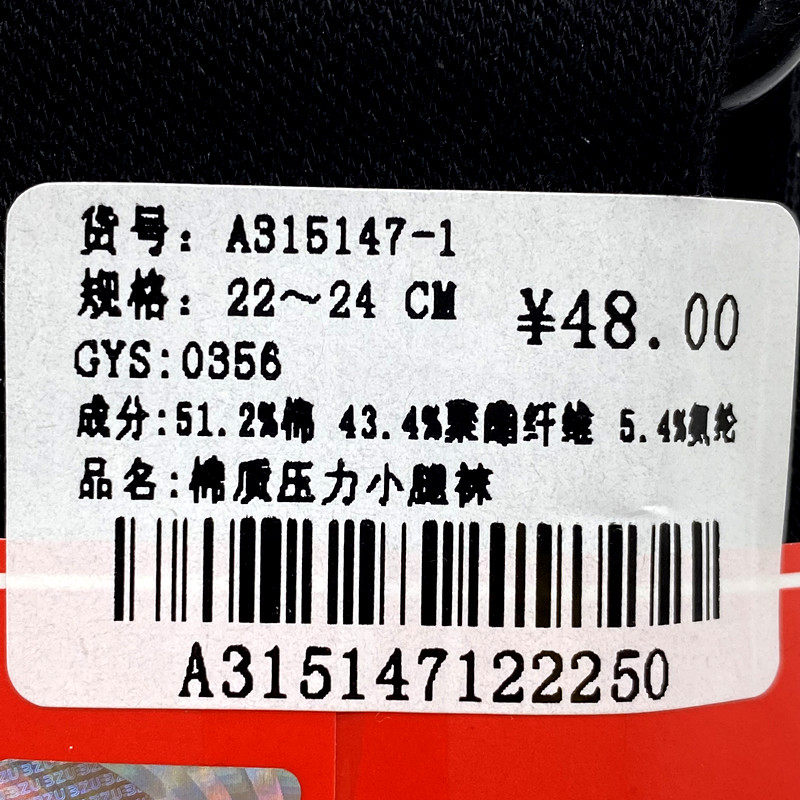 货号: A315147-1
规格: 22～24 CM
¥48.00
GYS:0356
成分:51.2%棉 43.4%聚酯纤维 5.4%氨纶
品名:棉质压力小腿袜
A315147122250